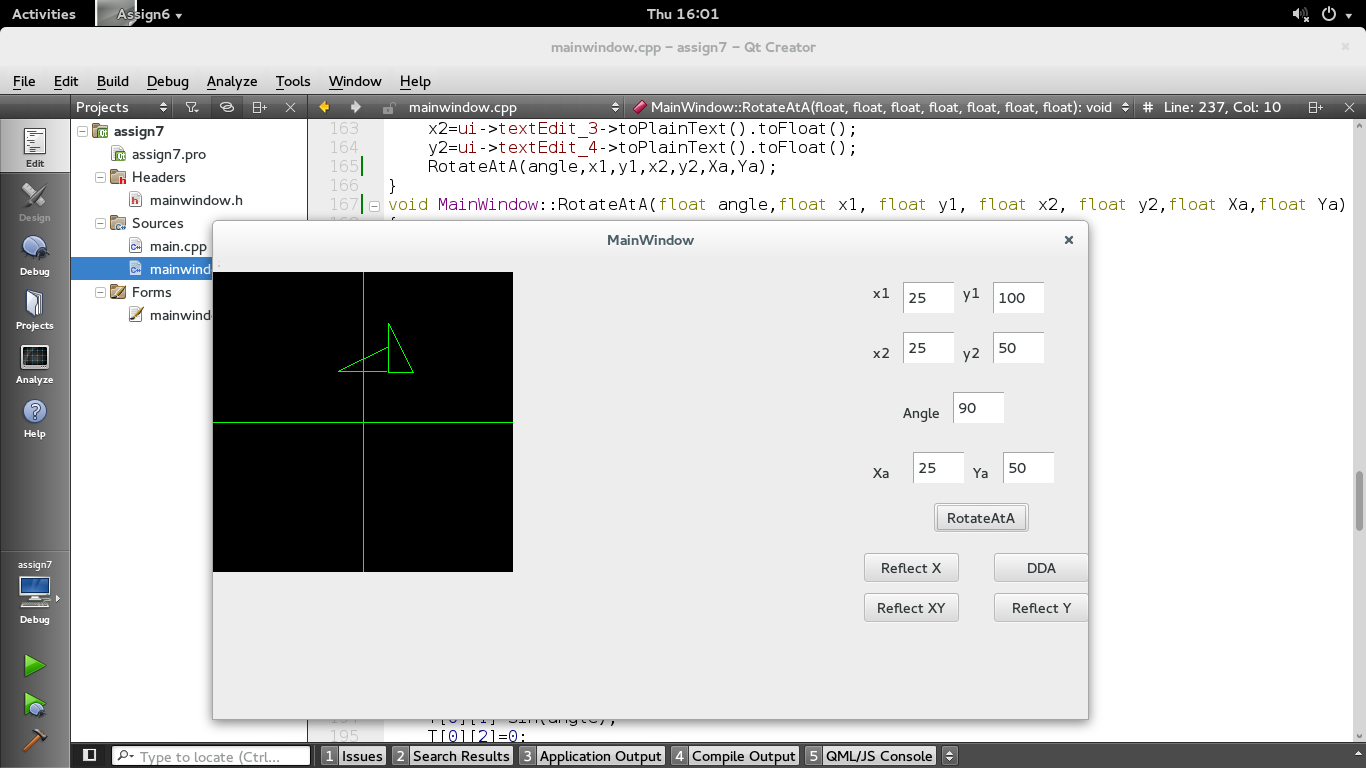 Activities Assign6 Thu 16:01
mainwindow.cpp – assign7 – Qt Creator
File Edit Build Debug Analyze Tools Window Help
Projects mainwindow.cpp MainWindow::RotateAtA(float, float, float, float, float, float, float): void # Line: 237, Col: 10
Edit
Design
Debug
Projects
Analyze
Help
assign7
Debug
assign7
assign7.pro
Headers
mainwindow.h
Sources
main.cpp
mainwind
Forms
mainwind
163 x2=ui->textEdit_3->toPlainText().toFloat();
164 y2=ui->textEdit_4->toPlainText().toFloat();
165 RotateAtA(angle,x1,y1,x2,y2,Xa,Ya);
166 }
167 void MainWindow::RotateAtA(float angle,float x1, float y1, float x2, float y2,float Xa,float Ya)
MainWindow
x1 25 y1 100
x2 25 y2 50
Angle 90
Xa 25 Ya 50
RotateAtA
Reflect X DDA
Reflect XY Reflect Y
195 T[0][2]=0;
Type to locate (Ctrl... 1 Issues 2 Search Results 3 Application Output 4 Compile Output 5 QML/JS Console